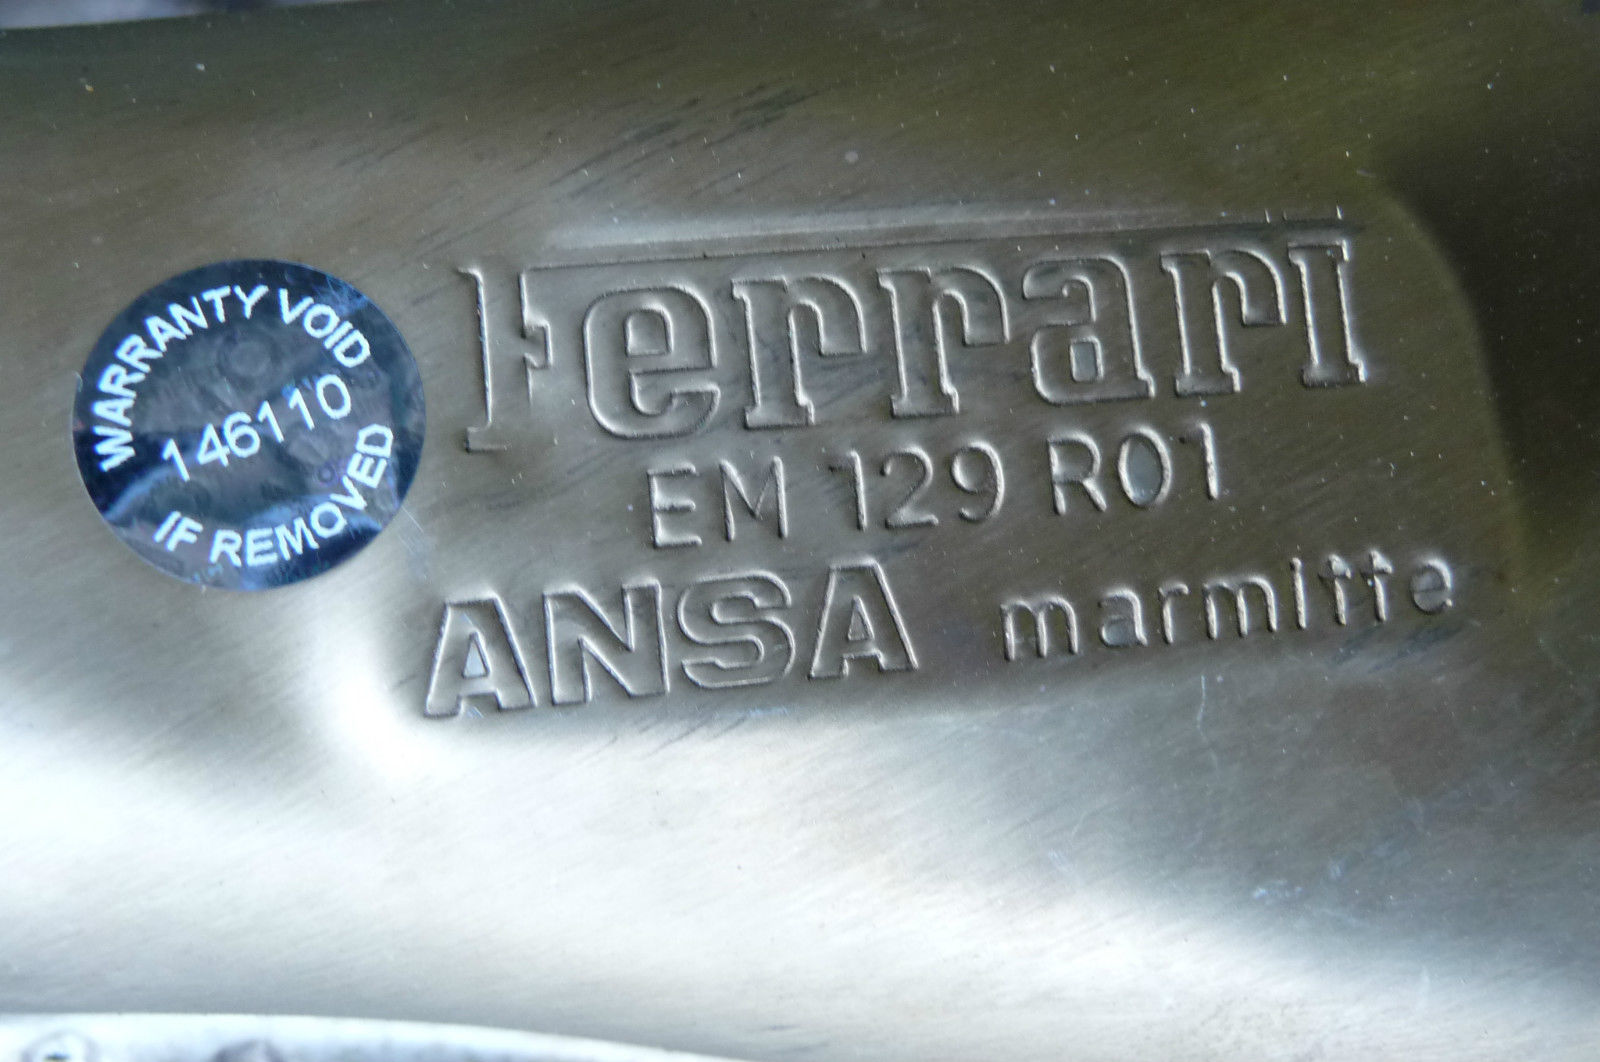 WARRANTY VOID
146110
IF REMOVED
Ferrari
EM 129 R01
ANSA marmitte